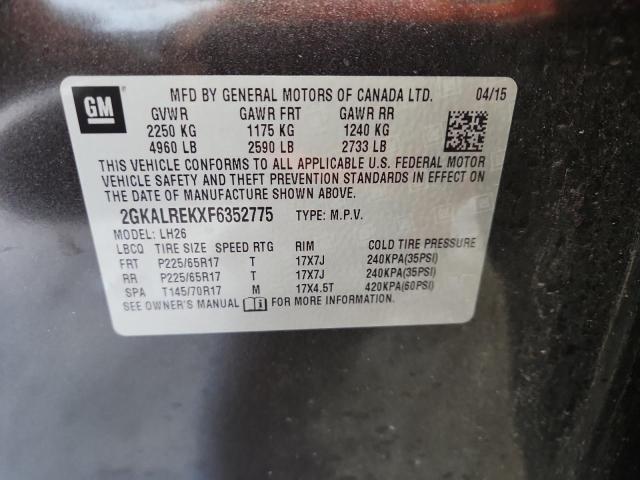 GM
MFD BY GENERAL MOTORS OF CANADA LTD. 04/15
GVWR GAWR FRT GAWR RR
2250 KG 1175 KG 1240 KG
4960 LB 2590 LB 2733 LB
THIS VEHICLE CONFORMS TO ALL APPLICABLE U.S. FEDERAL MOTOR
VEHICLE SAFETY AND THEFT PREVENTION STANDARDS IN EFFECT ON
THE DATE OF MANUFACTURE SHOWN ABOVE.
2GKALREKXF6352775 TYPE: M.P.V.
MODEL: LH26
LBCQ TIRE SIZE SPEED RTG RIM COLD TIRE PRESSURE
FRT P225/65R17 T 17X7J 240KPA(35PSI)
RR P225/65R17 T 17X7J 240KPA(35PSI)
SPA T145/70R17 M 17X4.5T 420KPA(60PSI)
SEE OWNER'S MANUAL FOR MORE INFORMATION.